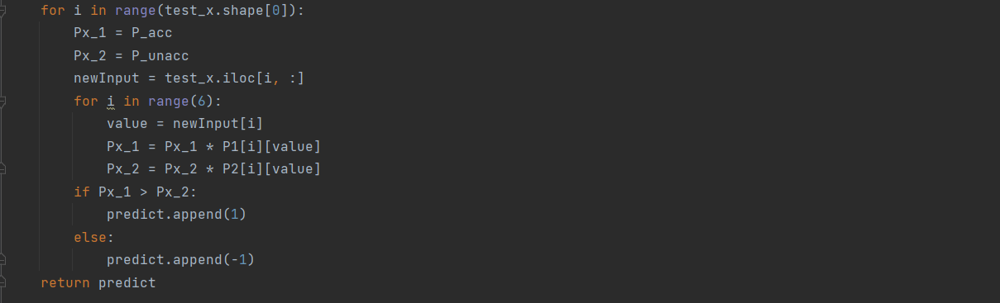 for i in range(test_x.shape[0]):
    Px_1 = P_acc
    Px_2 = P_unacc
    newInput = test_x.iloc[i, :]
    for i in range(6):
        value = newInput[i]
        Px_1 = Px_1 * P1[i][value]
        Px_2 = Px_2 * P2[i][value]
    if Px_1 > Px_2:
        predict.append(1)
    else:
        predict.append(-1)
return predict